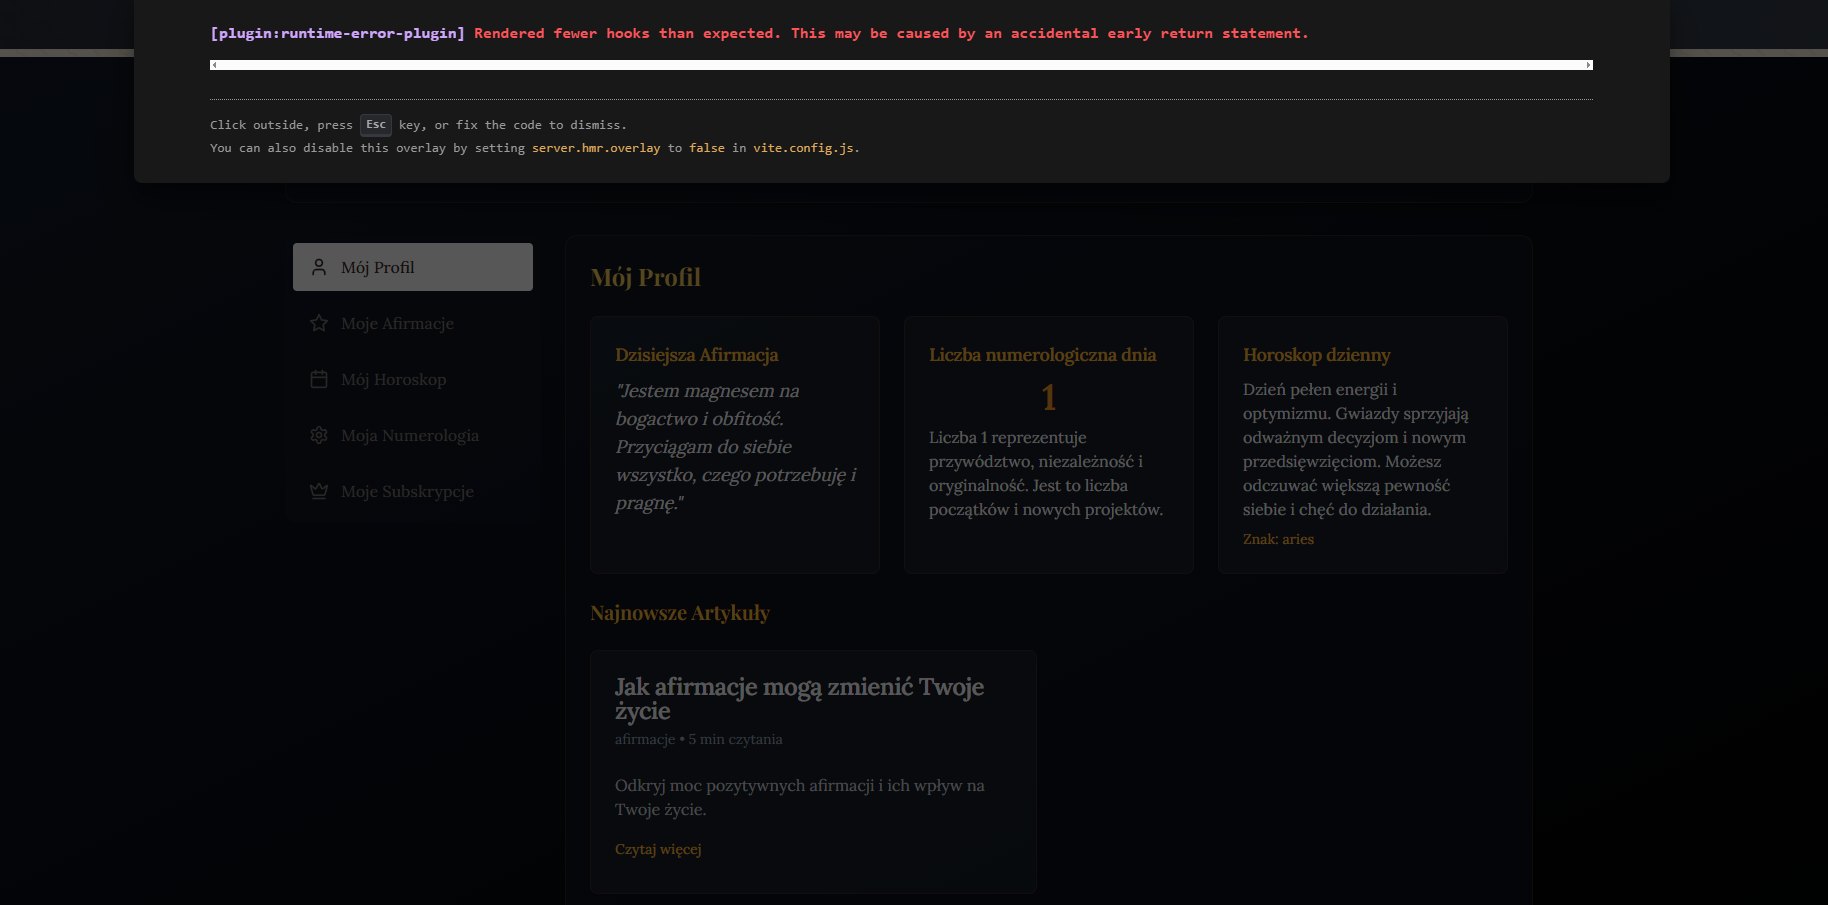 [plugin:runtime-error-plugin] Rendered fewer hooks than expected. This may be caused by an accidental early return statement.
Click outside, press Esc key, or fix the code to dismiss.
You can also disable this overlay by setting server.hmr.overlay to false in vite.config.js.
Mój Profil
Moje Afirmacje
Mój Horoskop
Moja Numerologia
Moje Subskrypcje
Mój Profil
Dzisiejsza Afirmacja
"Jestem magnesem na
bogactwo i obfitość.
Przyciągam do siebie
wszystko, czego potrzebuję i
pragnę."
Liczba numerologiczna dnia
1
Liczba 1 reprezentuje
przywództwo, niezależność i
oryginalność. Jest to liczba
początków i nowych projektów.
Horoskop dzienny
Dzień pełen energii i
optymizmu. Gwiazdy sprzyjają
odważnym decyzjom i nowym
przedsięwzięciom. Możesz
odczuwać większą pewność
siebie i chęć do działania.
Znak: aries
Najnowsze Artykuły
Jak afirmacje mogą zmienić Twoje
życie
afirmacje • 5 min czytania
Odkryj moc pozytywnych afirmacji i ich wpływ na
Twoje życie.
Czytaj więcej